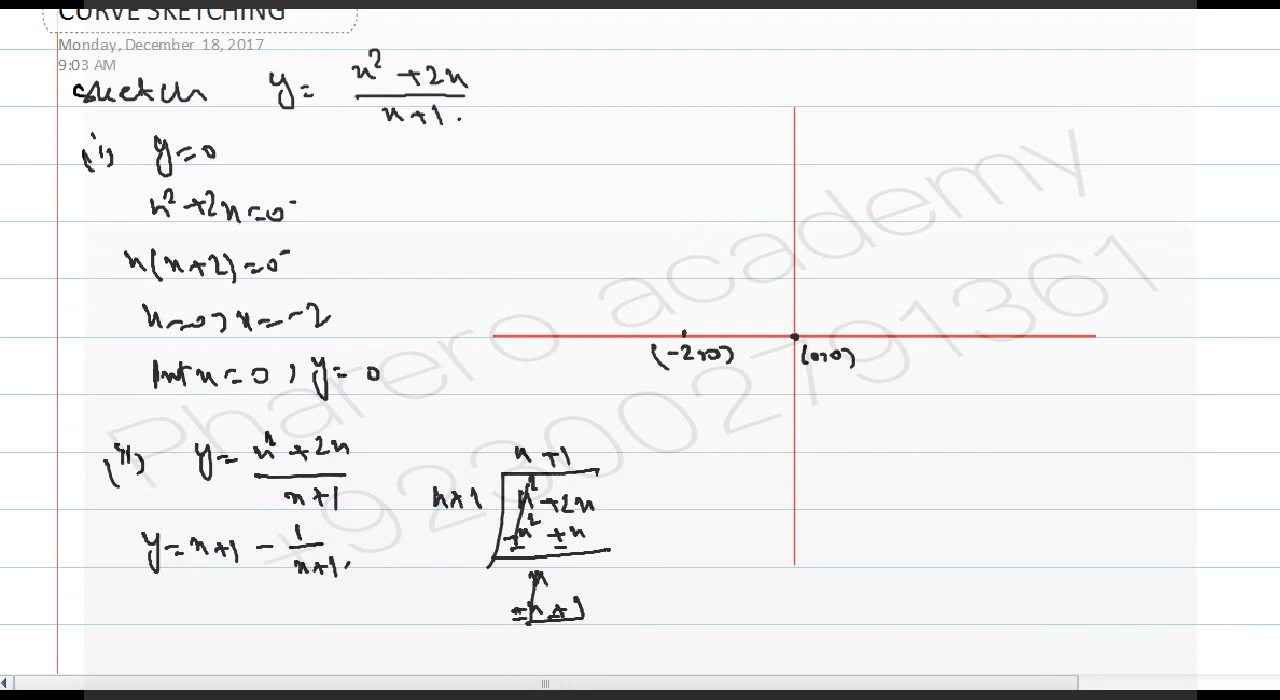 CURVE SKETCHING
Monday, December 18, 2017
9:03 AM
sketch y = (x² + 2x)/(x+1).
(i) y=0
x² + 2x = 0
x(x+2) = 0
x=0, x=-2
Put x=0, y=0
(-2,0) (0,0)
(ii) y = (x² + 2x)/(x+1)
y = x+1 - 1/(x+1)
x+1
x+1 x² + 2x
x² + x
x
x + 1
Pharero academy
+923002791361